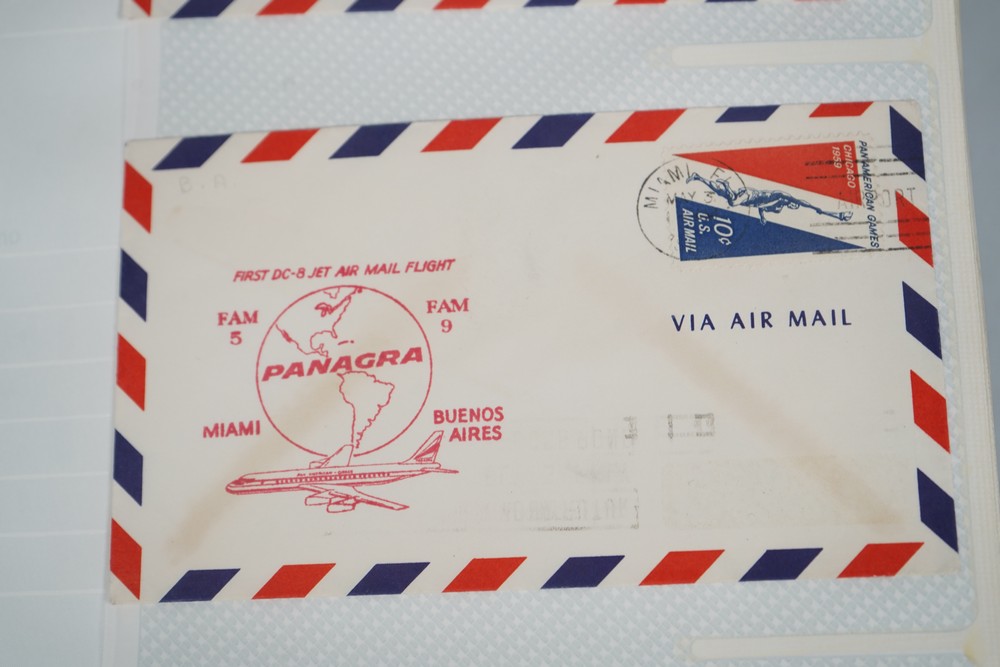 PAN AMERICAN GAMES
CHICAGO
1959
10¢
U.S.
AIR MAIL
VIA AIR MAIL
FIRST DC-8 JET AIR MAIL FLIGHT
FAM
5
FAM
9
PANAGRA
MIAMI
BUENOS
AIRES
MIAMI